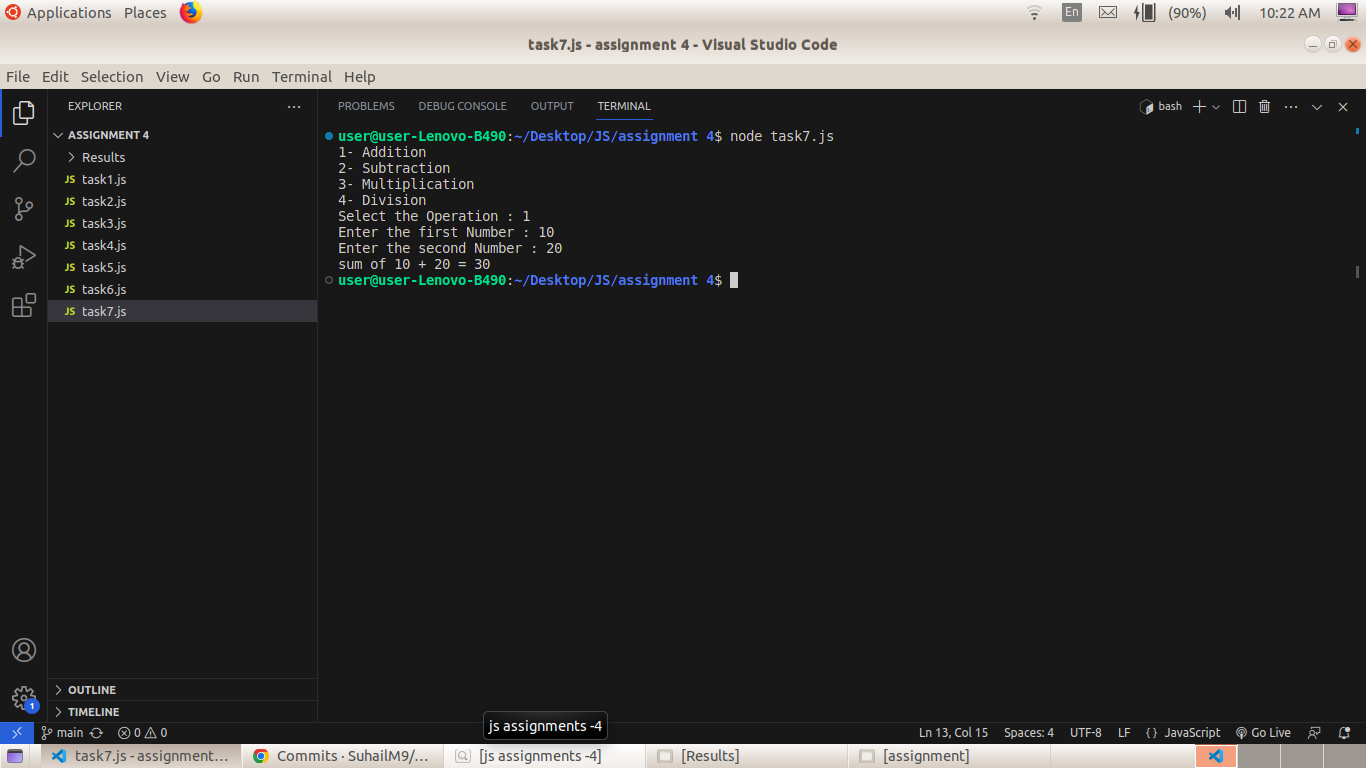 Applications Places En (90%) 10:22 AM
task7.js - assignment 4 - Visual Studio Code
File Edit Selection View Go Run Terminal Help
EXPLORER ... PROBLEMS DEBUG CONSOLE OUTPUT TERMINAL bash
ASSIGNMENT 4
Results
JS task1.js
JS task2.js
JS task3.js
JS task4.js
JS task5.js
JS task6.js
JS task7.js
user@user-Lenovo-B490:~/Desktop/JS/assignment 4$ node task7.js
1- Addition
2- Subtraction
3- Multiplication
4- Division
Select the Operation : 1
Enter the first Number : 10
Enter the second Number : 20
sum of 10 + 20 = 30
user@user-Lenovo-B490:~/Desktop/JS/assignment 4$
1
OUTLINE
TIMELINE
js assignments -4
main 0 0 Ln 13, Col 15 Spaces: 4 UTF-8 LF {} JavaScript Go Live
task7.js - assignment... Commits · SuhailM9/... [js assignments -4] [Results] [assignment]